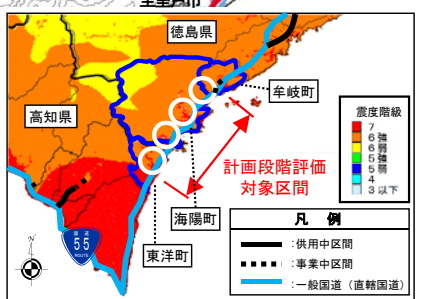 徳島県
牟岐町
高知県
震度階級
7
6強
6弱
5強
5弱
4
3以下
計画段階評価
対象区間
海陽町
東洋町
国道
55
ROUTE
N
凡 例
:供用中区間
:事業中区間
:一般国道（直轄国道）